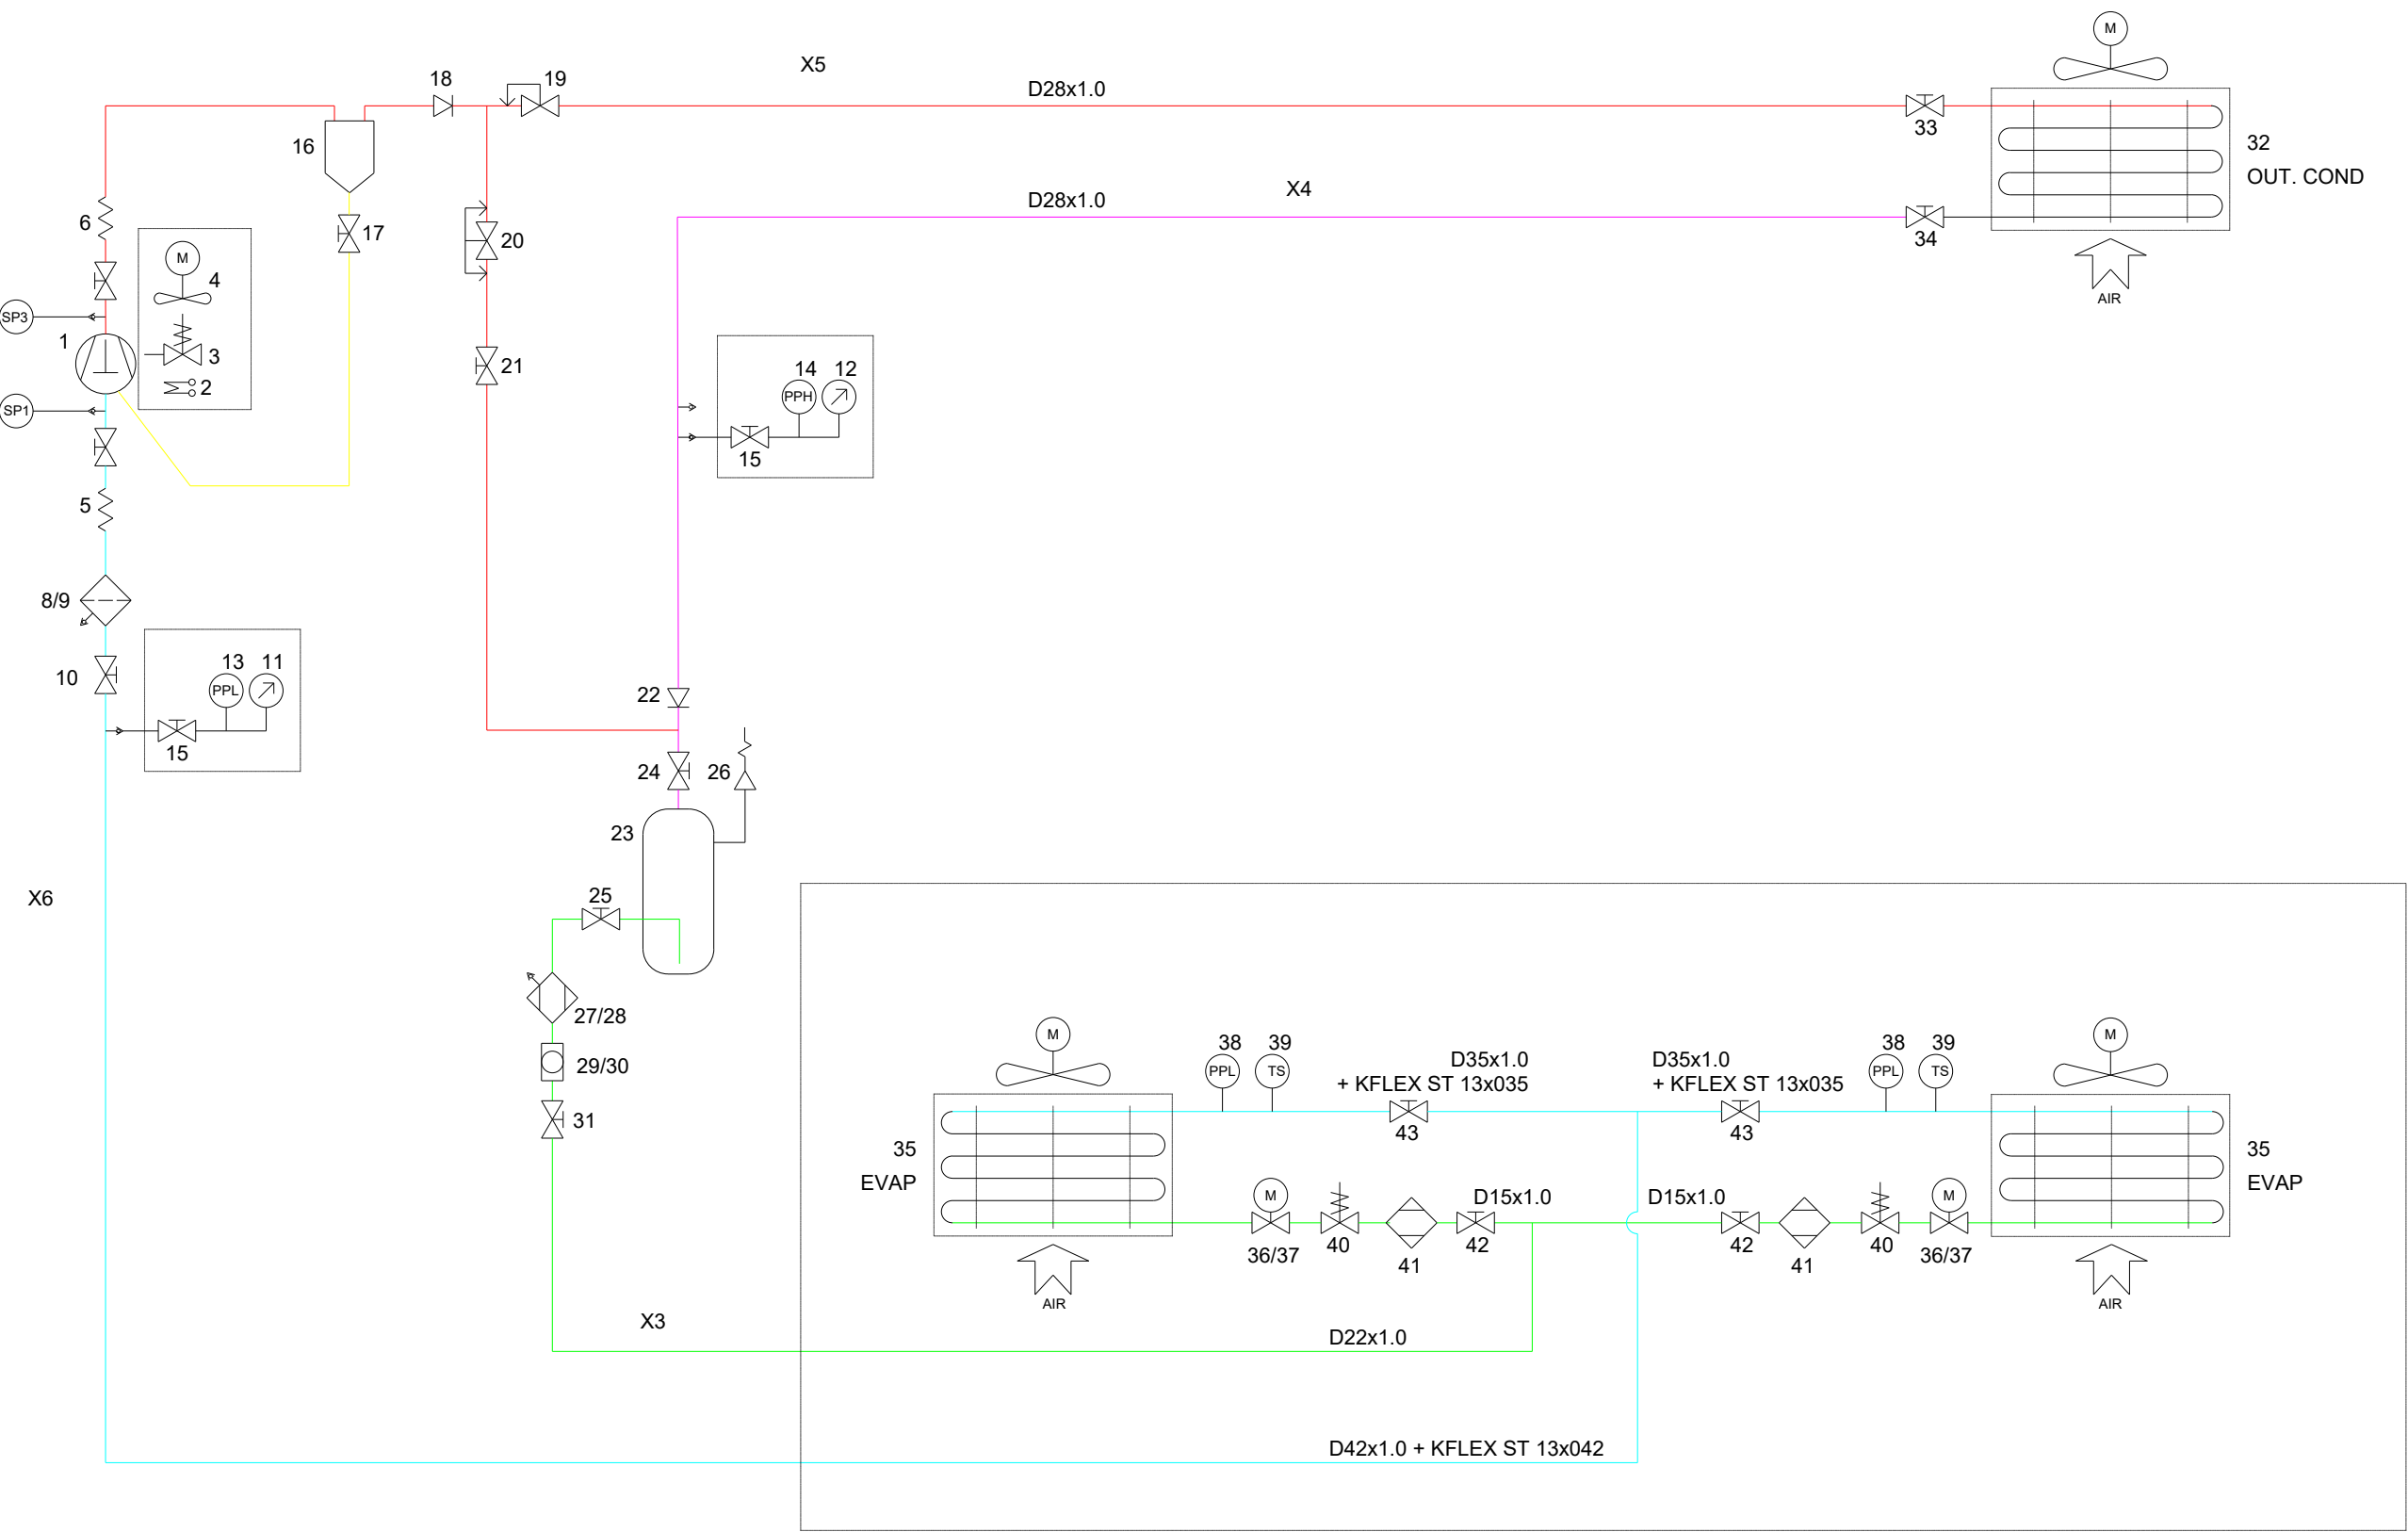 M
X5
18
19
D28x1.0
33
16
32
OUT. COND
X4
D28x1.0
6
17
20
34
M
4
AIR
SP3
1
3
21
14
12
2
PPH
SP1
15
5
8/9
13
11
10
PPL
22
15
24
26
23
X6
25
27/28
M
38
39
D35x1.0
+ KFLEX ST 13x035
D35x1.0
+ KFLEX ST 13x035
38
39
M
29/30
PPL
TS
PPL
TS
31
43
43
35
EVAP
35
EVAP
M
D15x1.0
D15x1.0
M
36/37
40
41
42
42
41
40
36/37
AIR
AIR
X3
D22x1.0
D42x1.0 + KFLEX ST 13x042